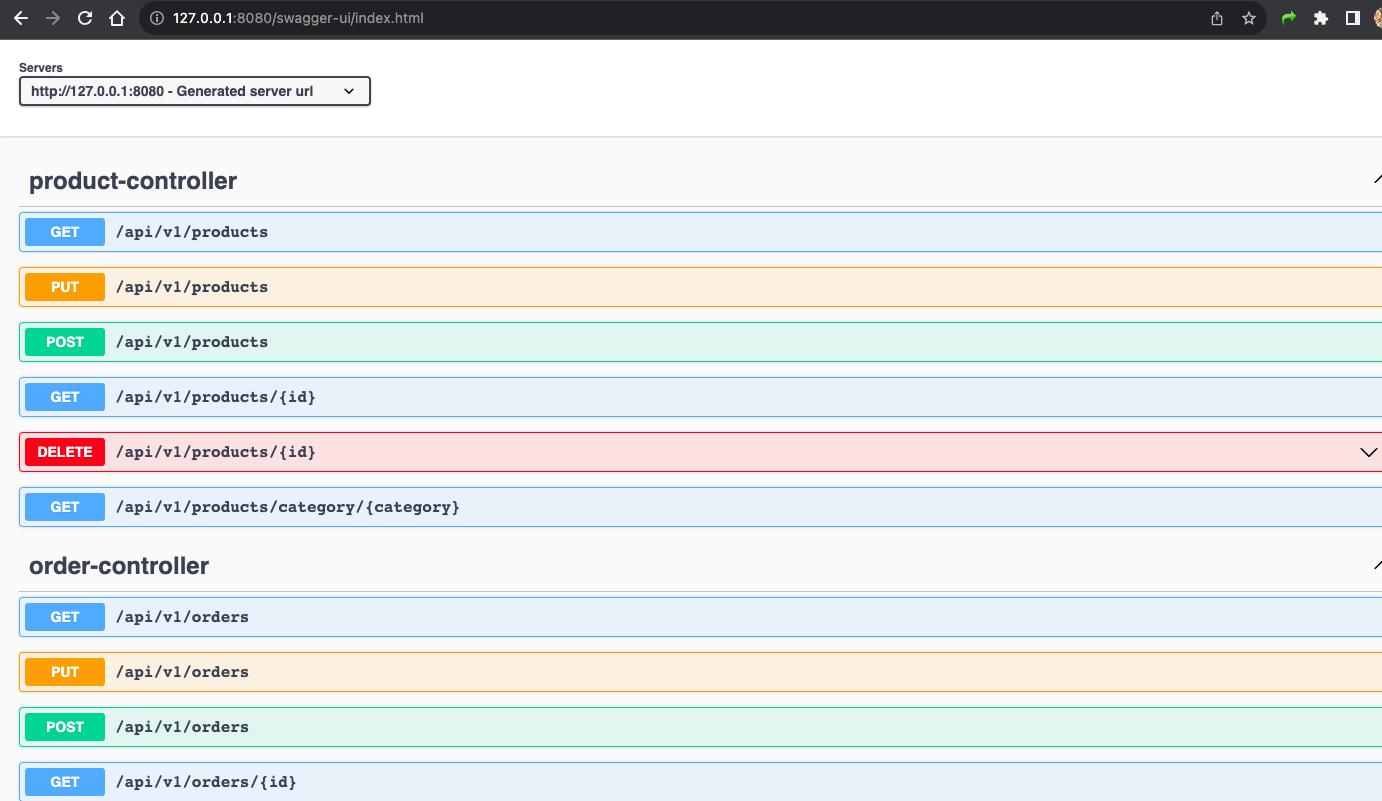 127.0.0.1:8080/swagger-ui/index.html
Servers
http://127.0.0.1:8080 - Generated server url
product-controller
GET /api/v1/products
PUT /api/v1/products
POST /api/v1/products
GET /api/v1/products/{id}
DELETE /api/v1/products/{id}
GET /api/v1/products/category/{category}
order-controller
GET /api/v1/orders
PUT /api/v1/orders
POST /api/v1/orders
GET /api/v1/orders/{id}